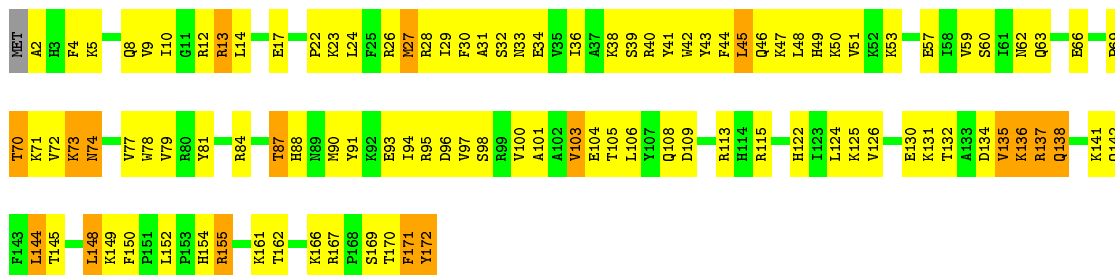 MET A2 H3 F4 K5 Q8 V9 I10 G11 R12 R13 L14 E17 P22 K23 L24 F25 R26 M27 R28 I29 F30 A31 S32 N33 E34 V35 I36 A37 K38 S39 R40 Y41 W42 Y43 F44 L45 Q46 K47 L48 H49 K50 V51 K52 K53 E57 I58 V59 S60 I61 N62 Q63 E66
T70 K71 V72 K73 N74 V77 W78 V79 R80 Y81 R84 T87 H88 N89 M90 Y91 K92 E93 I94 R95 D96 V97 S98 R99 V100 A101 A102 V103 E104 T105 L106 Y107 Q108 D109 R113 H114 R115 H122 I123 L124 K125 V126 E130 K131 T132 A133 D134 V135 K136 R137 Q138 K141
F143 L144 T145 L148 K149 F150 P151 L152 P153 H154 R155 K161 T162 K166 R167 P168 S169 T170 F171 Y172